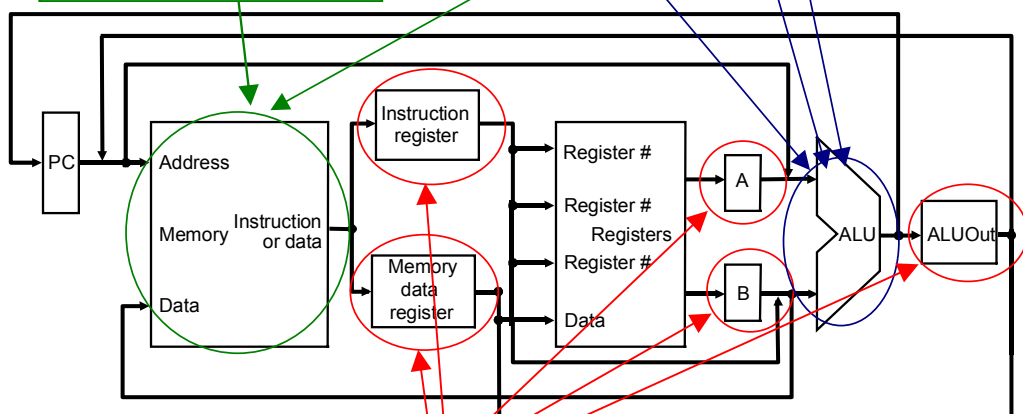 PC
Address
Memory
Data
Instruction
or data
Instruction
register
Memory
data
register
Register #
Register #
Registers
Register #
Data
A
B
ALU
ALUOut